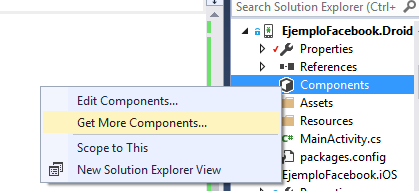 Search Solution Explorer (Ctrl+
EjemploFacebook.Droid
Properties
References
Components
Assets
Resources
MainActivity.cs
packages.config
EjemploFacebook.iOS
Edit Components...
Get More Components...
Scope to This
New Solution Explorer View